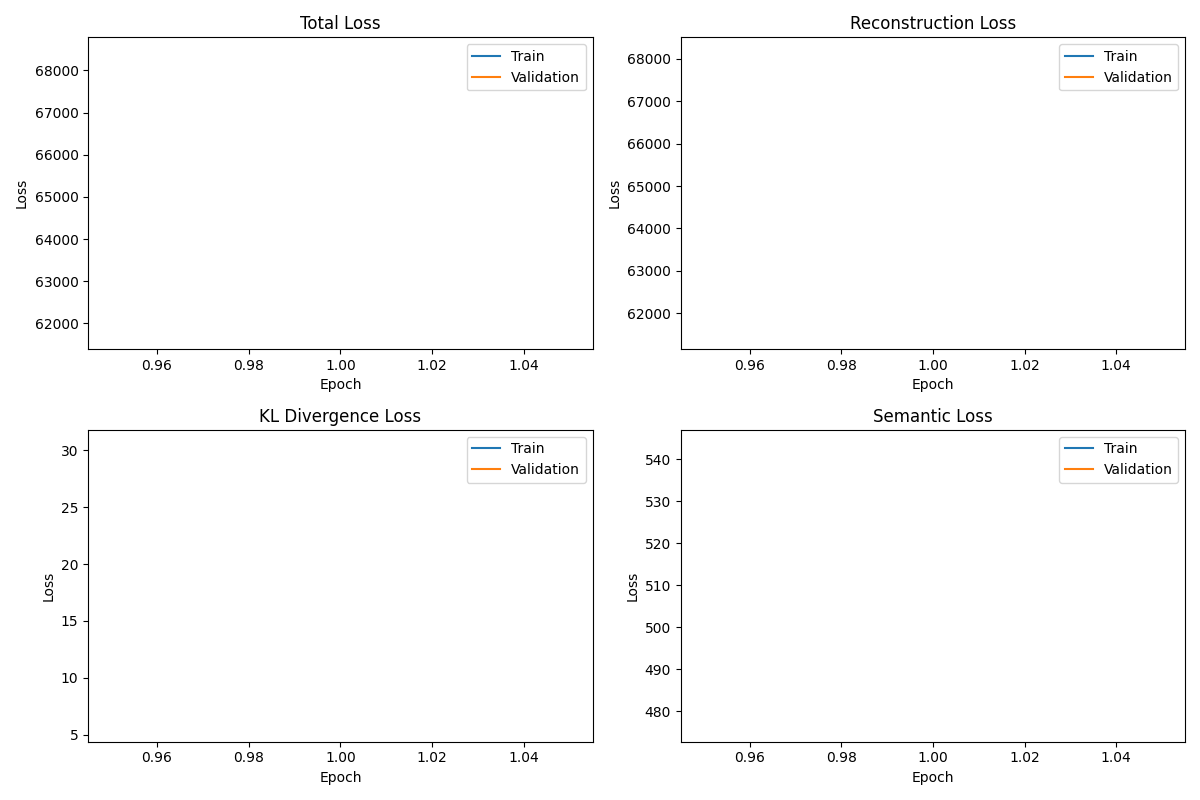 Total Loss
Train
Validation
68000
67000
66000
65000
64000
63000
62000
Loss
0.96 0.98 1.00 1.02 1.04
Epoch
Reconstruction Loss
Train
Validation
68000
67000
66000
65000
64000
63000
62000
Loss
0.96 0.98 1.00 1.02 1.04
Epoch
KL Divergence Loss
Train
Validation
30
25
20
15
10
5
Loss
0.96 0.98 1.00 1.02 1.04
Epoch
Semantic Loss
Train
Validation
540
530
520
510
500
490
480
Loss
0.96 0.98 1.00 1.02 1.04
Epoch